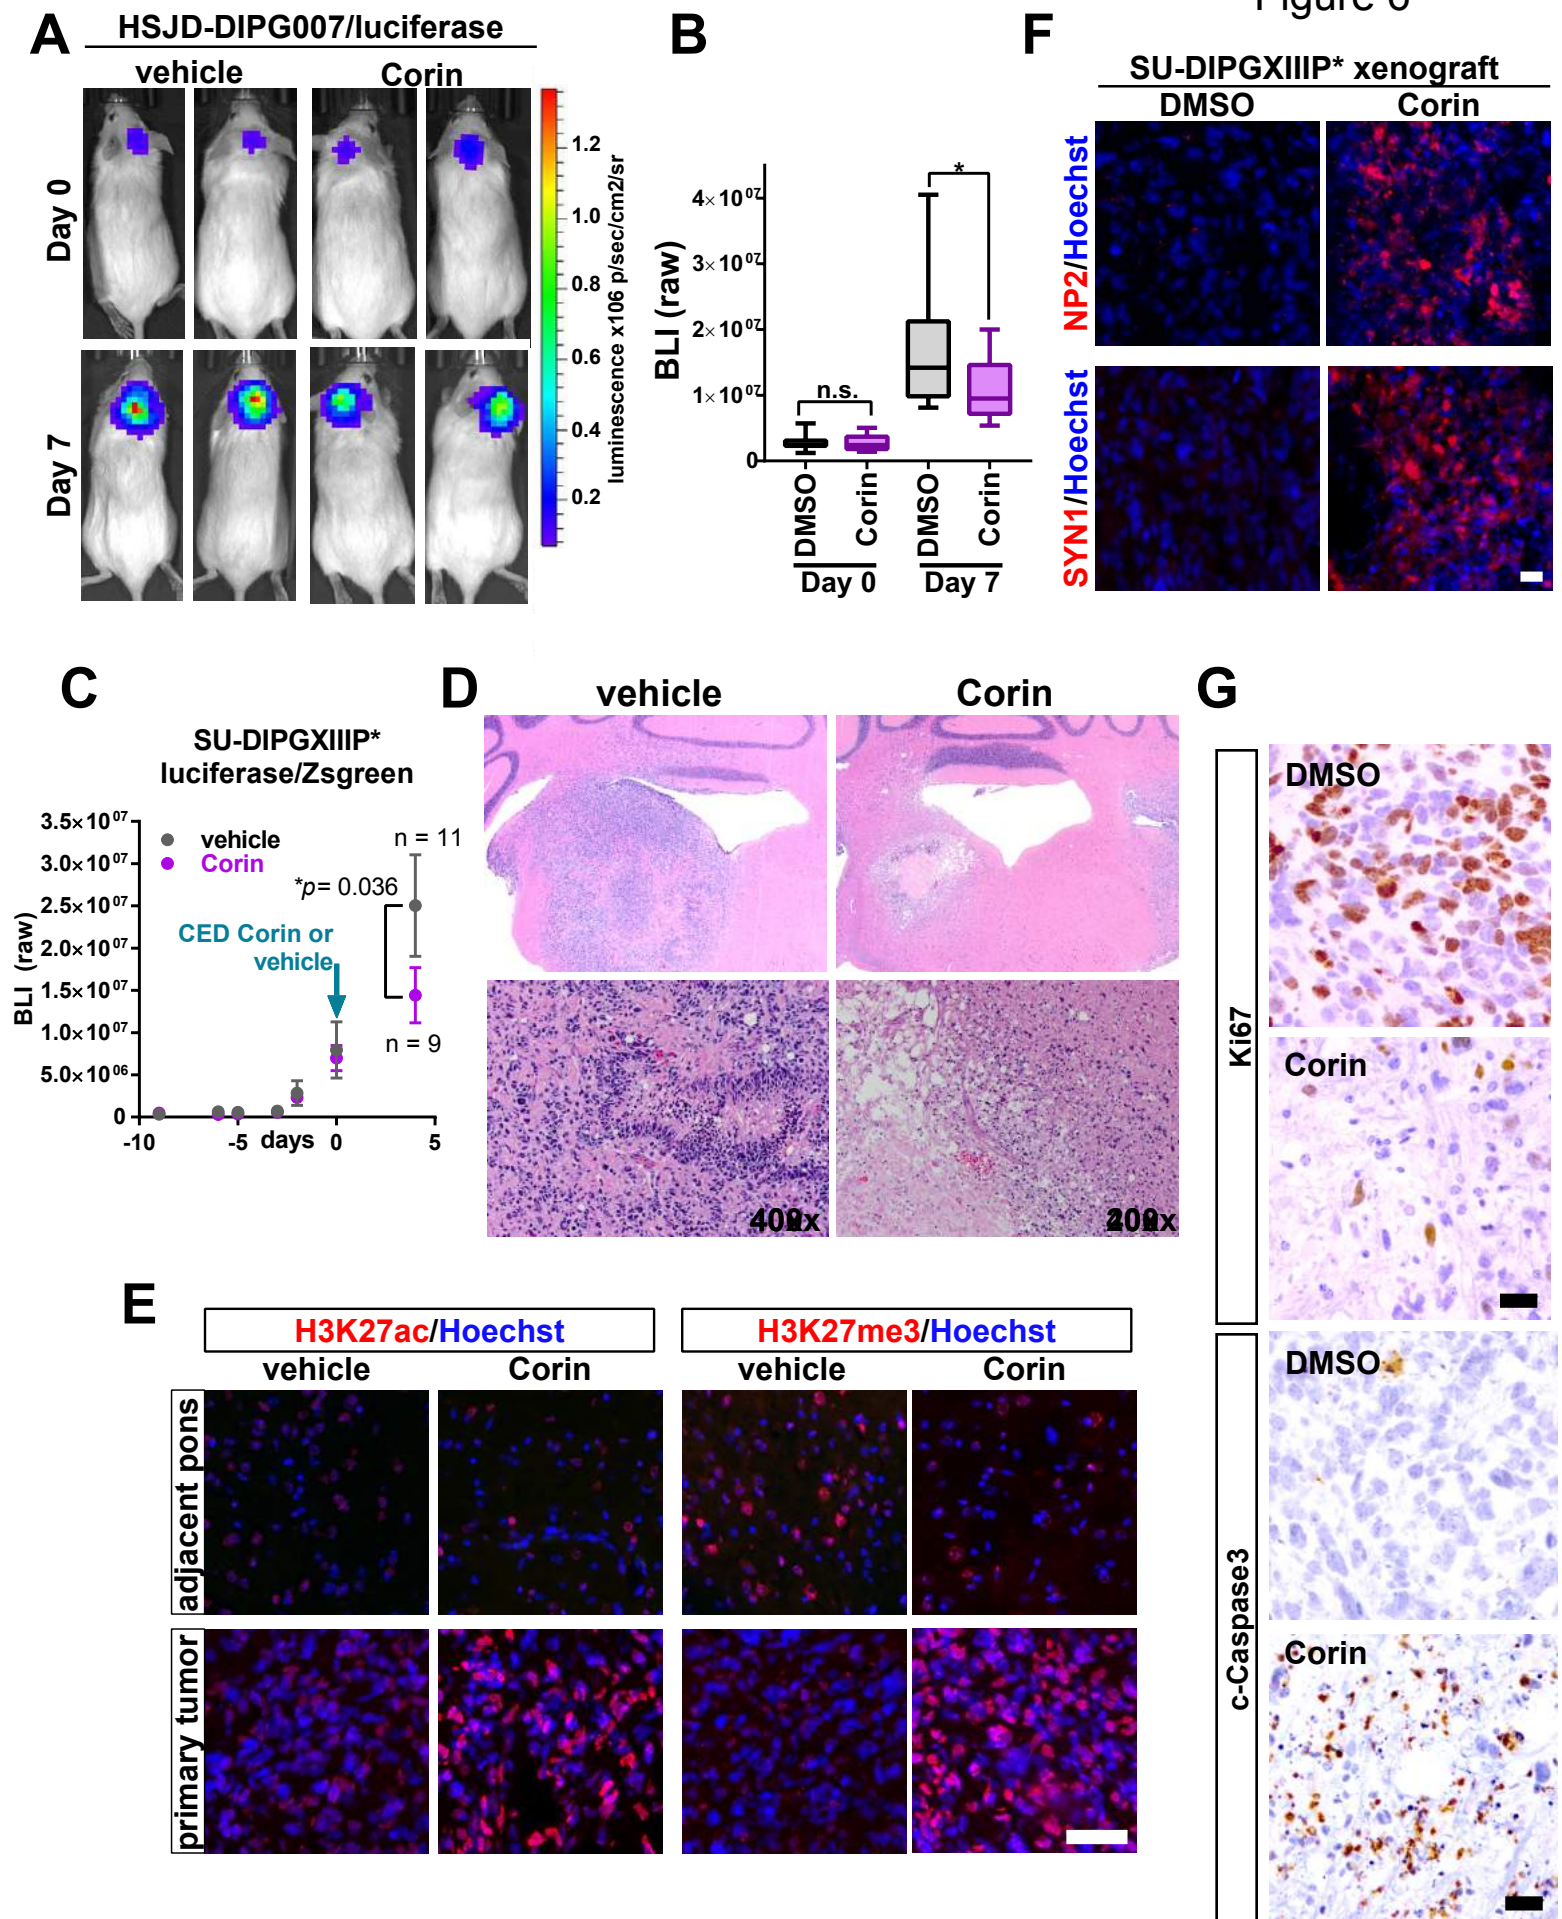 Figure 6
A
HSJD-DIPG007/luciferase
vehicle
Corin
Day 0
Day 7
1.2
1.0
0.8
0.6
0.4
0.2
luminescence x106 p/sec/cm2/sr
B
BLI (raw)
4×10⁰⁷
3×10⁰⁷
2×10⁰⁷
1×10⁰⁷
0
n.s.
*
DMSO
Corin
DMSO
Corin
Day 0
Day 7
F
SU-DIPGXIIIP* xenograft
DMSO
Corin
NP2/Hoechst
SYN1/Hoechst
C
SU-DIPGXIIIP*
luciferase/Zsgreen
BLI (raw)
3.5×10⁰⁷
3.0×10⁰⁷
2.5×10⁰⁷
2.0×10⁰⁷
1.5×10⁰⁷
1.0×10⁰⁷
5.0×10⁰⁶
0
vehicle
Corin
n = 11
*p= 0.036
CED Corin or
vehicle
n = 9
-10
-5
days
0
5
D
vehicle
Corin
E
H3K27ac/Hoechst
H3K27me3/Hoechst
vehicle
Corin
vehicle
Corin
adjacent pons
primary tumor
G
Ki67
DMSO
Corin
c-Caspase3
DMSO
Corin